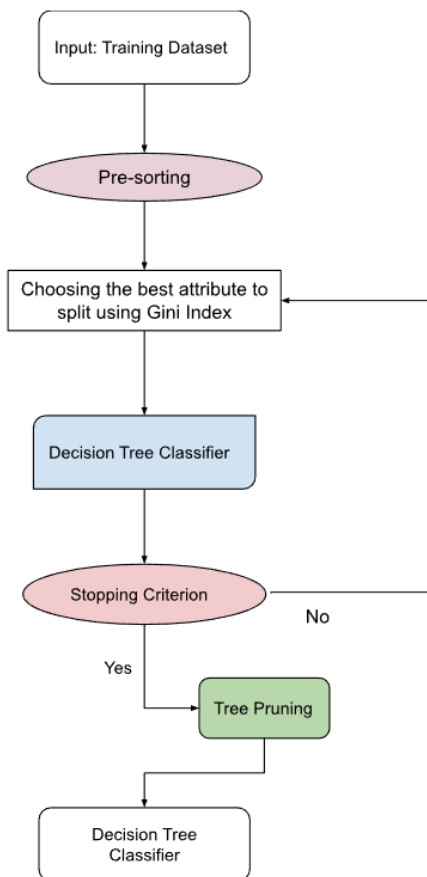 Input: Training Dataset
Pre-sorting
Choosing the best attribute to
split using Gini Index
Decision Tree Classifier
Stopping Criterion
No
Yes
Tree Pruning
Decision Tree
Classifier